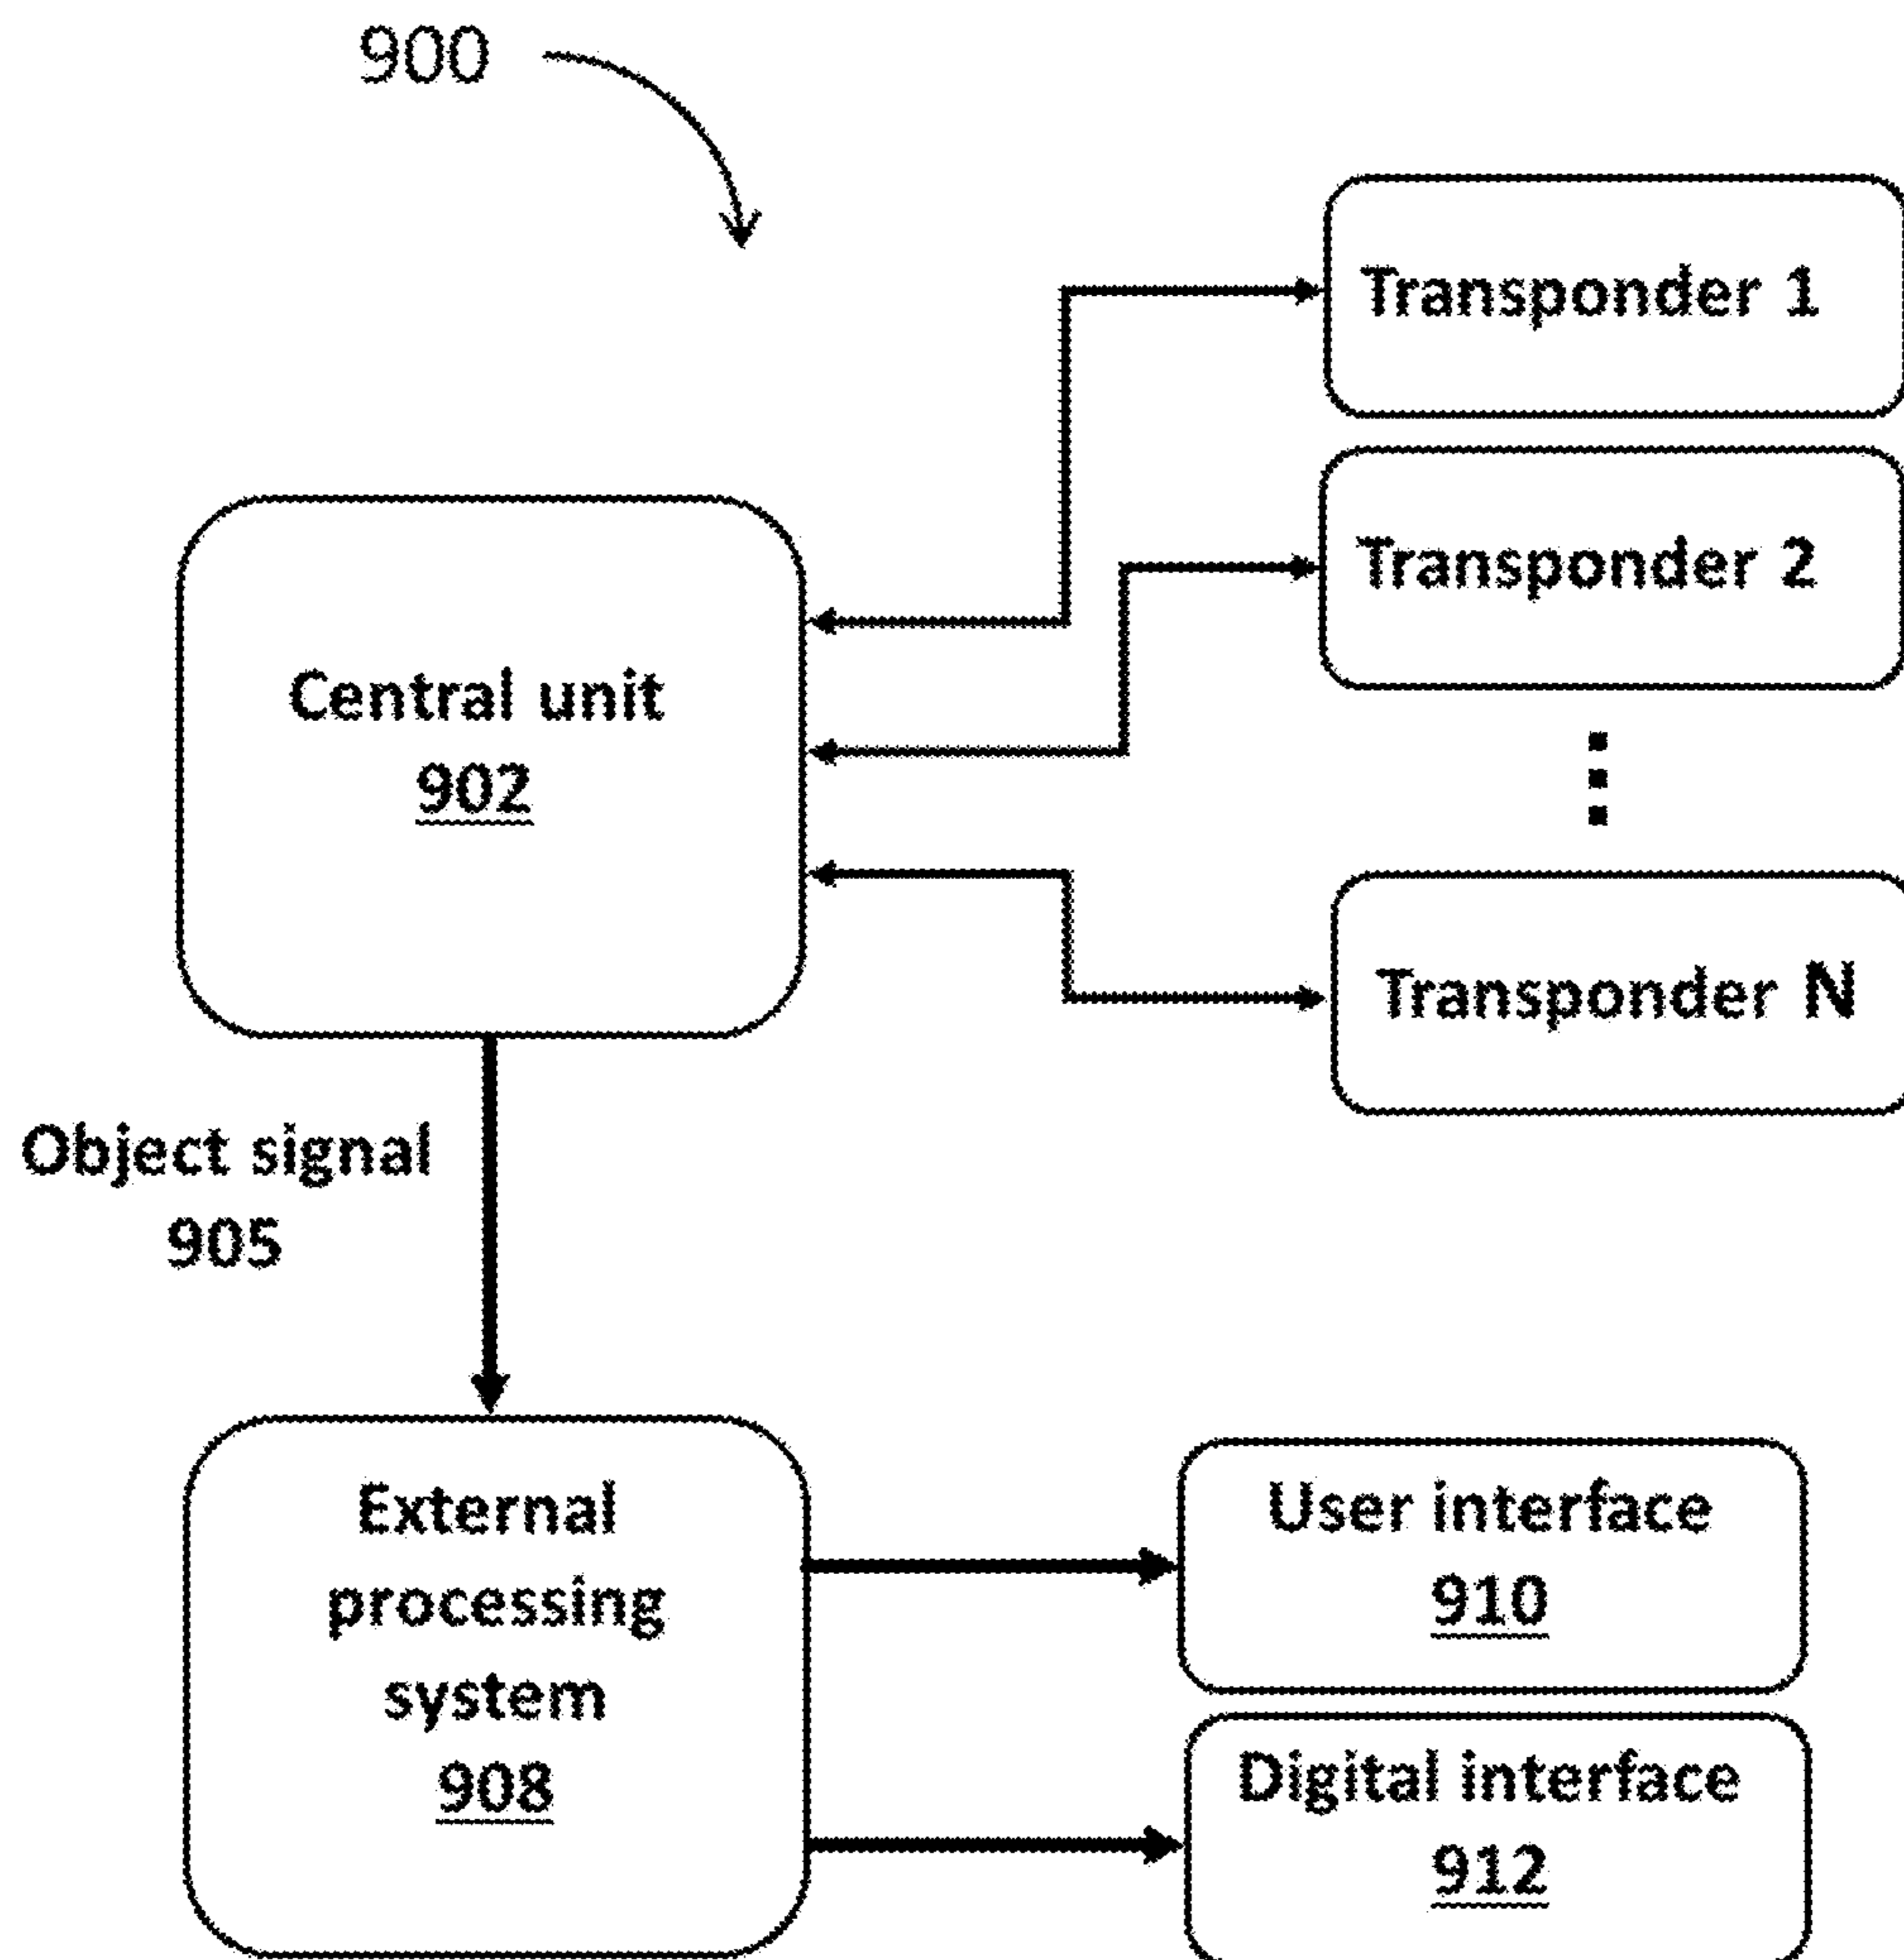 900
Transponder 1
Transponder 2
Central unit
902
Transponder N
Object signal
905
External
processing
system
908
User interface
910
Digital interface
912